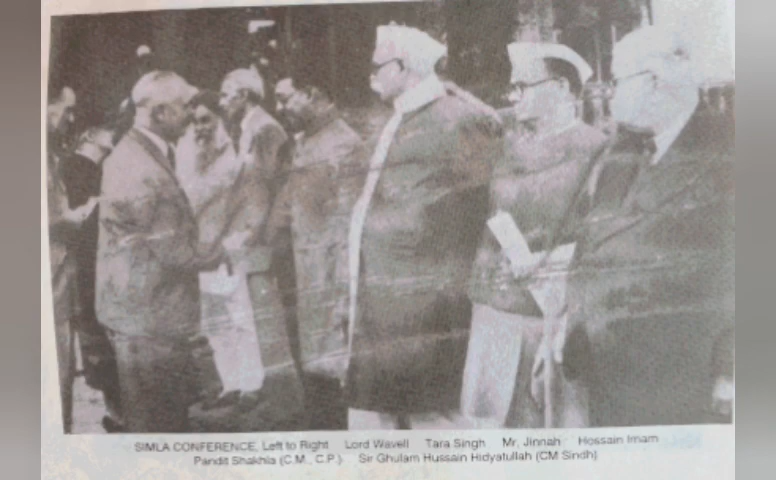 SIMLA CONFERENCE, Left to Right Lord Wavell Tara Singh Mr. Jinnah Hossain Imam
Pandit Shakhla (C.M., C.P.) Sir Ghulam Hussain Hidyatullah (CM Sindh)